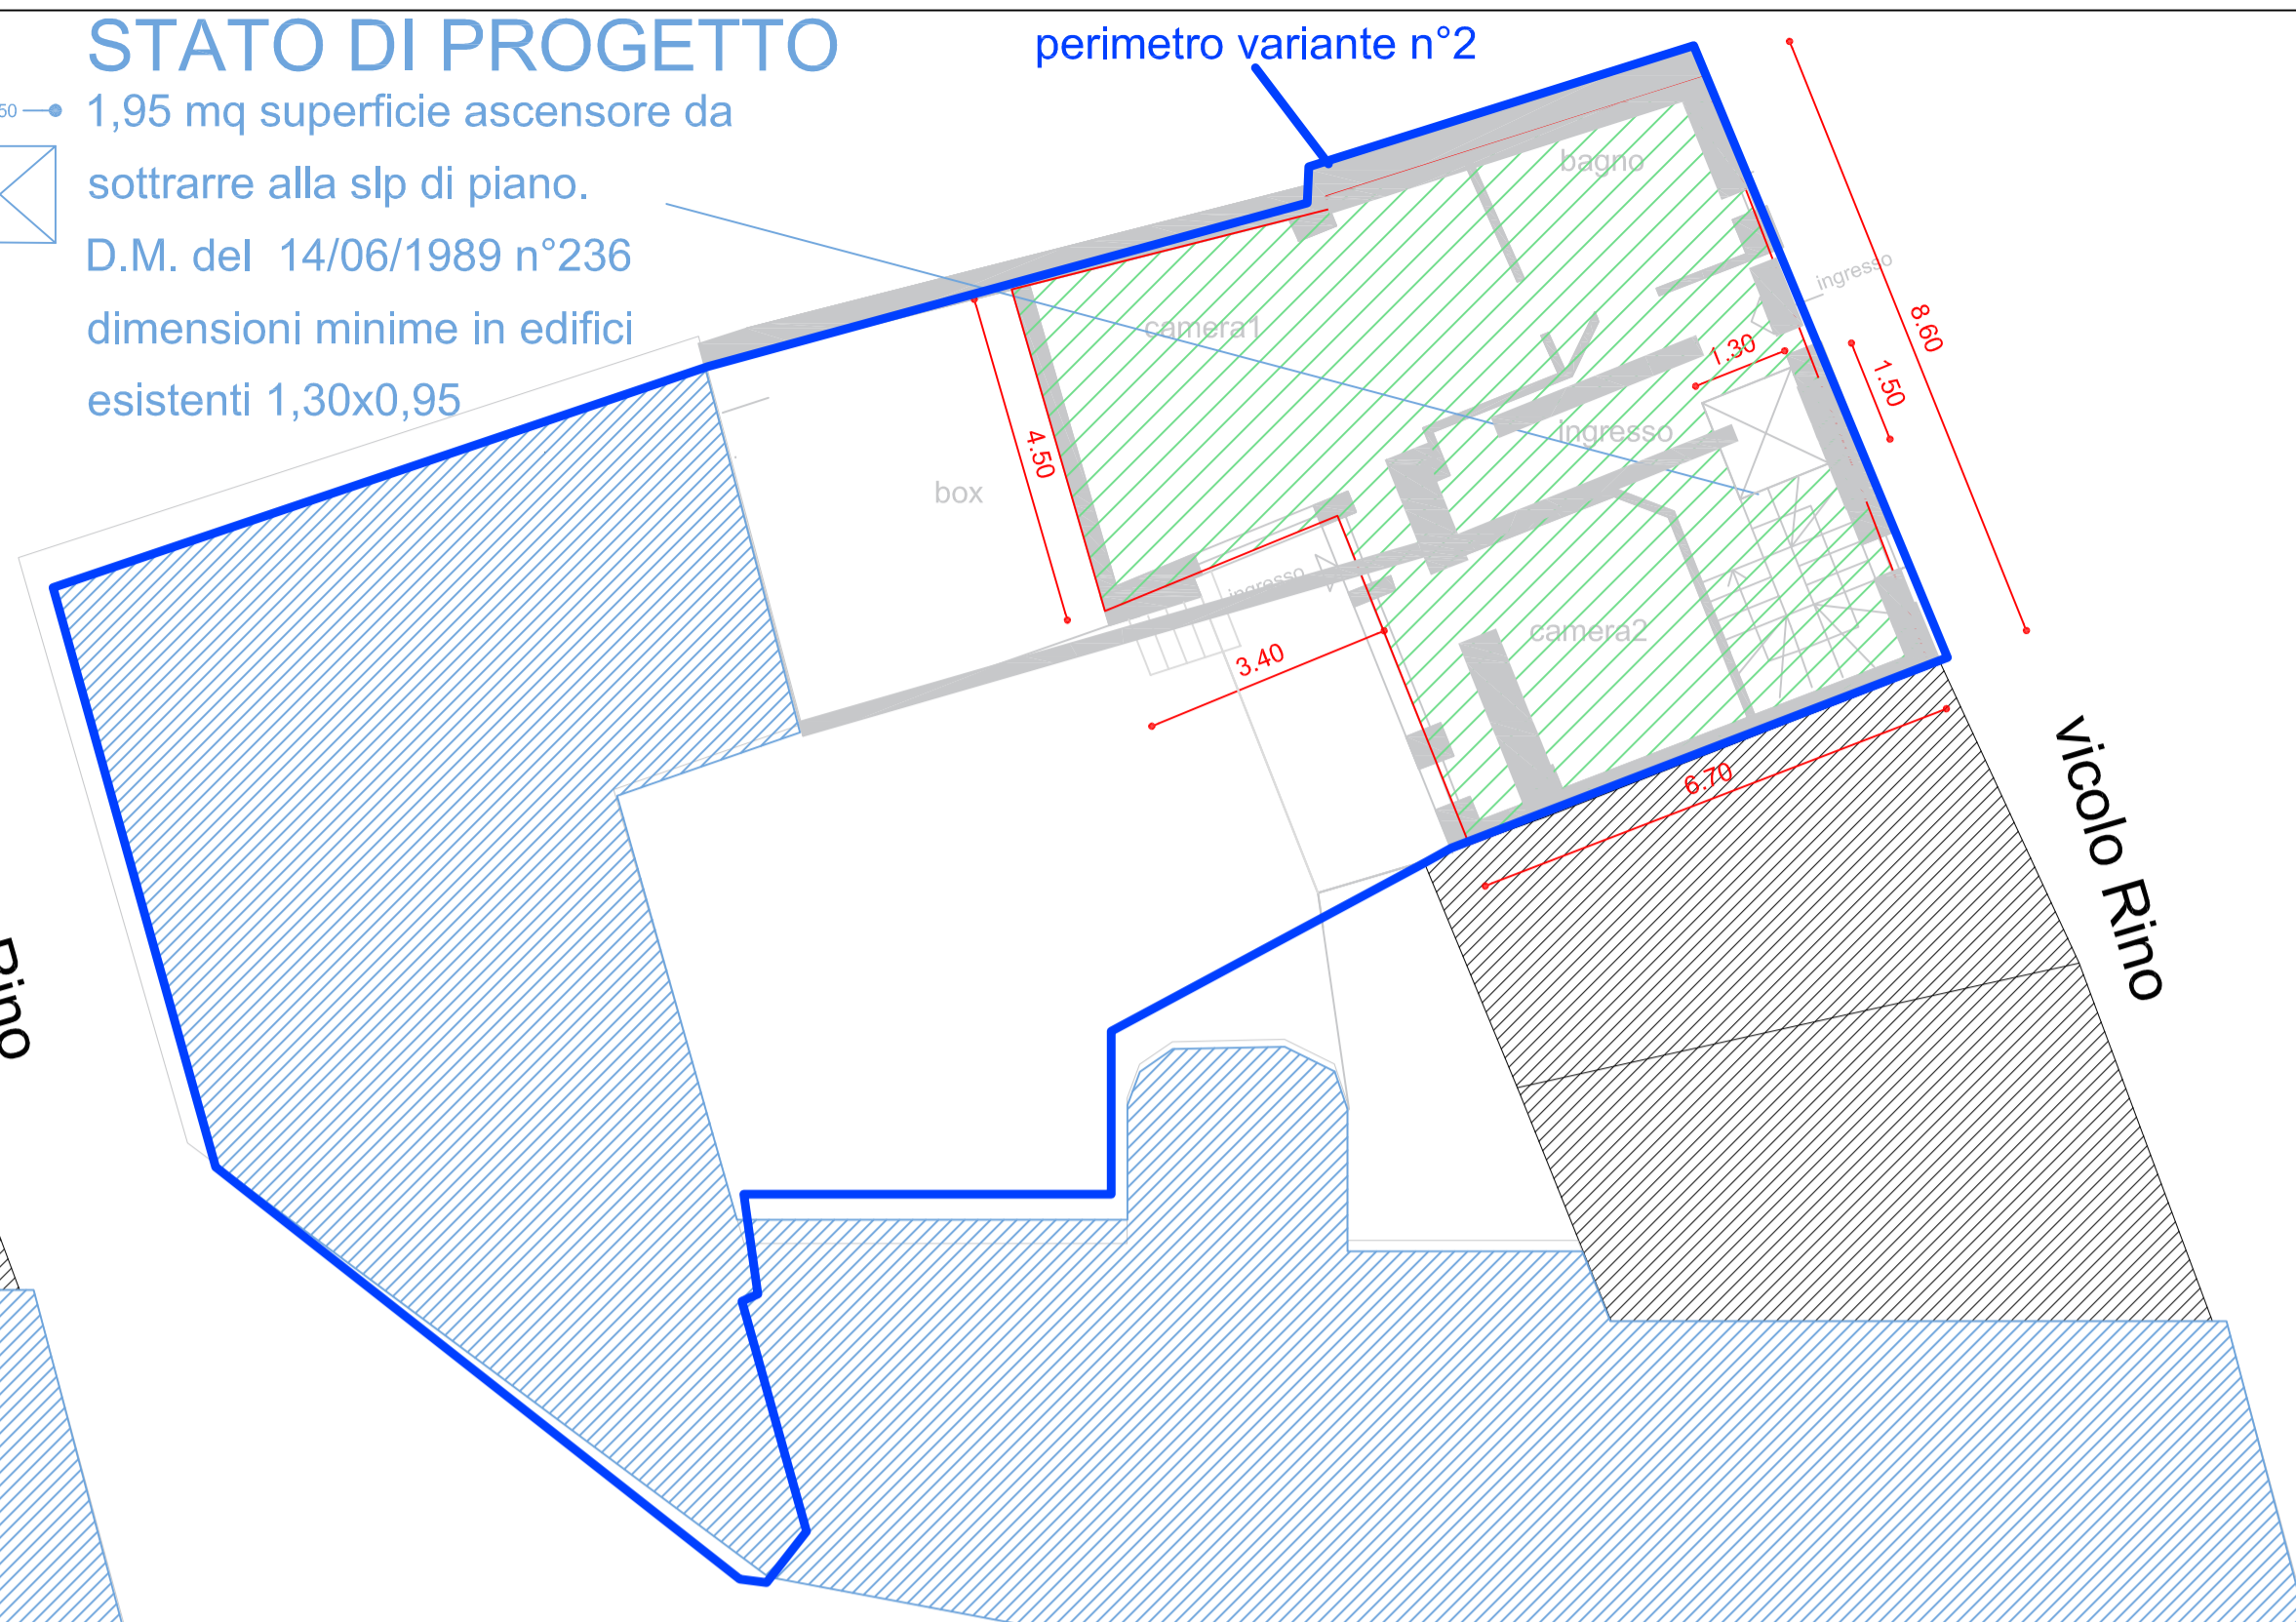 STATO DI PROGETTO
perimetro variante n°2
50
1,95 mq superficie ascensore da
sottrarre alla slp di piano.
D.M. del 14/06/1989 n°236
dimensioni minime in edifici
esistenti 1,30x0,95
bagno
ingresso
camera1
8.60
1.30
1.50
4.50
ingresso
box
ingresso
camera2
3.40
6.70
vicolo Rino
Rino